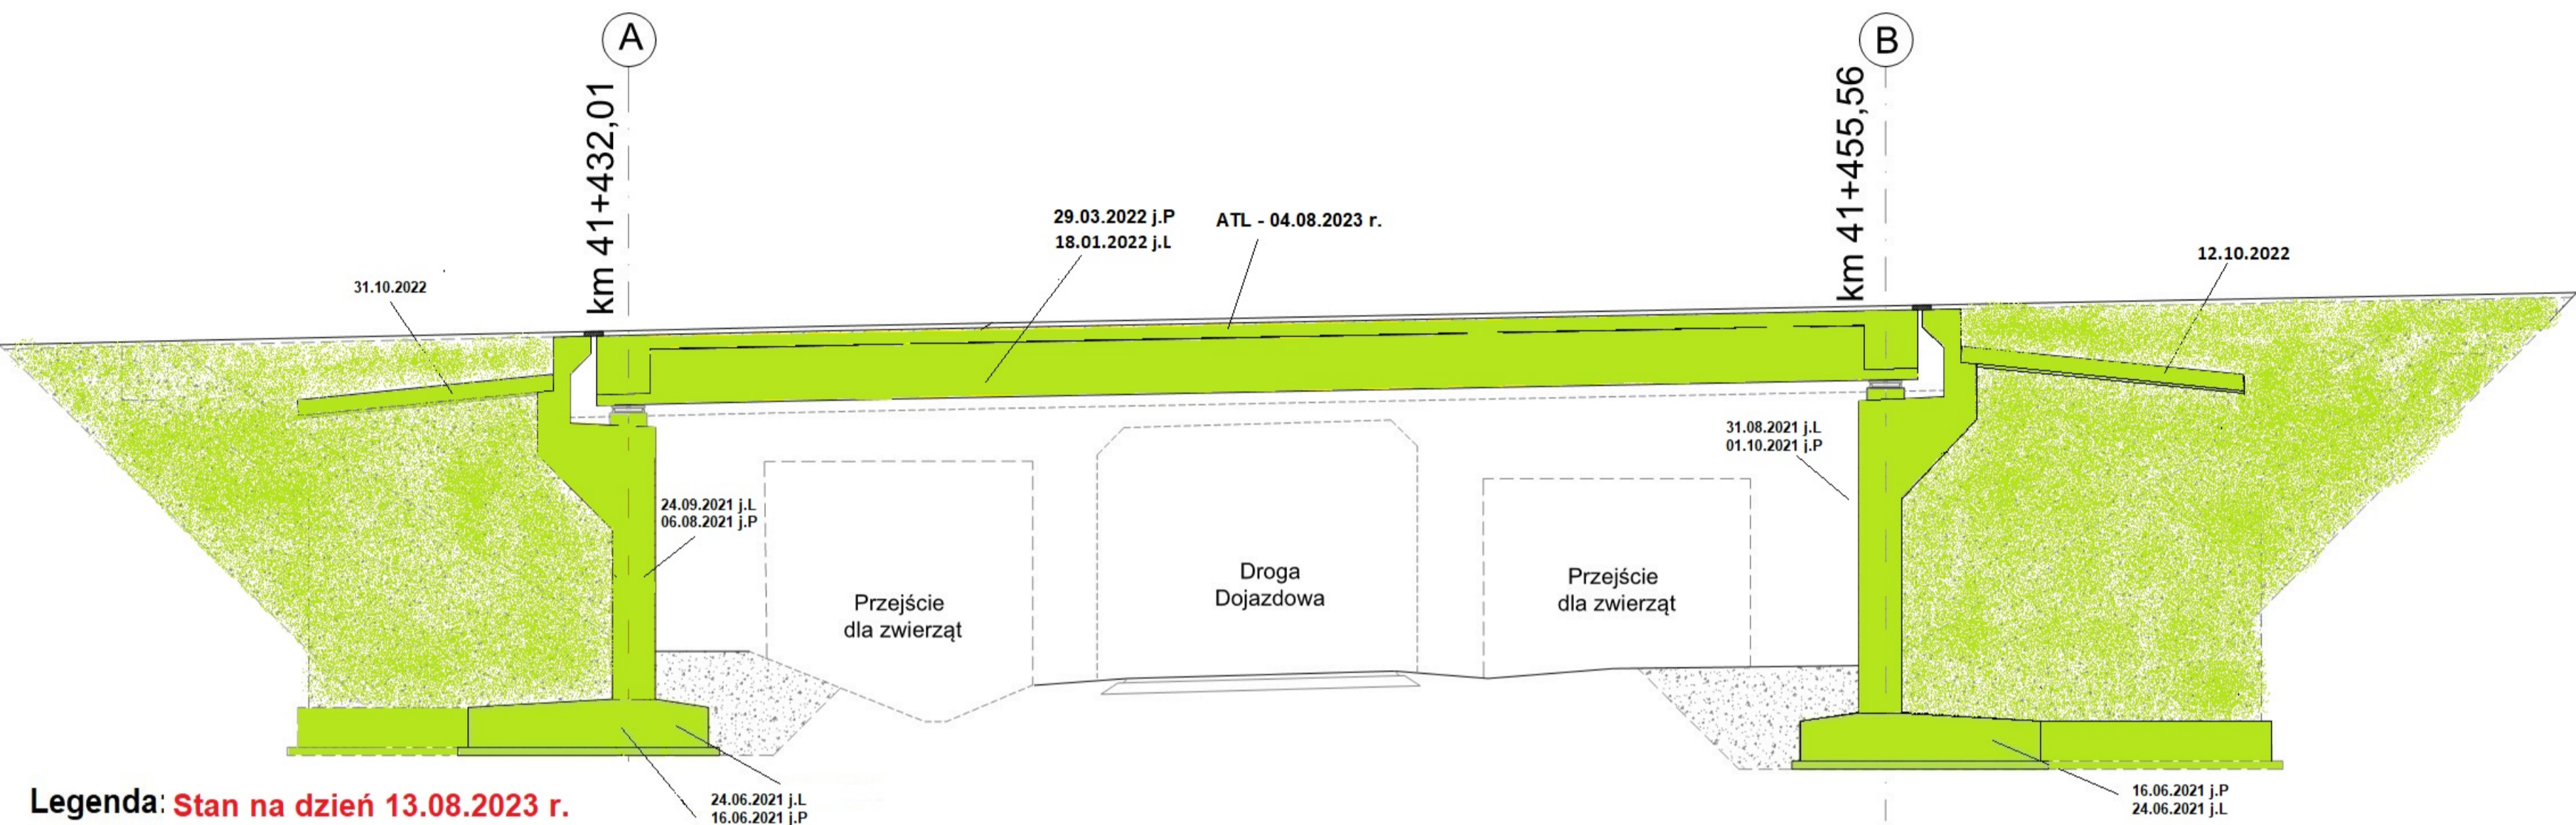 A
B
km 41+432,01
km 41+455,56
29.03.2022 j.P
18.01.2022 j.L
ATL - 04.08.2023 r.
12.10.2022
31.10.2022
31.08.2021 j.L
01.10.2021 j.P
24.09.2021 j.L
06.08.2021 j.P
Przejście
dla zwierząt
Droga
Dojazdowa
Przejście
dla zwierząt
24.06.2021 j.L
16.06.2021 j.P
16.06.2021 j.P
24.06.2021 j.L
Legenda: Stan na dzień 13.08.2023 r.